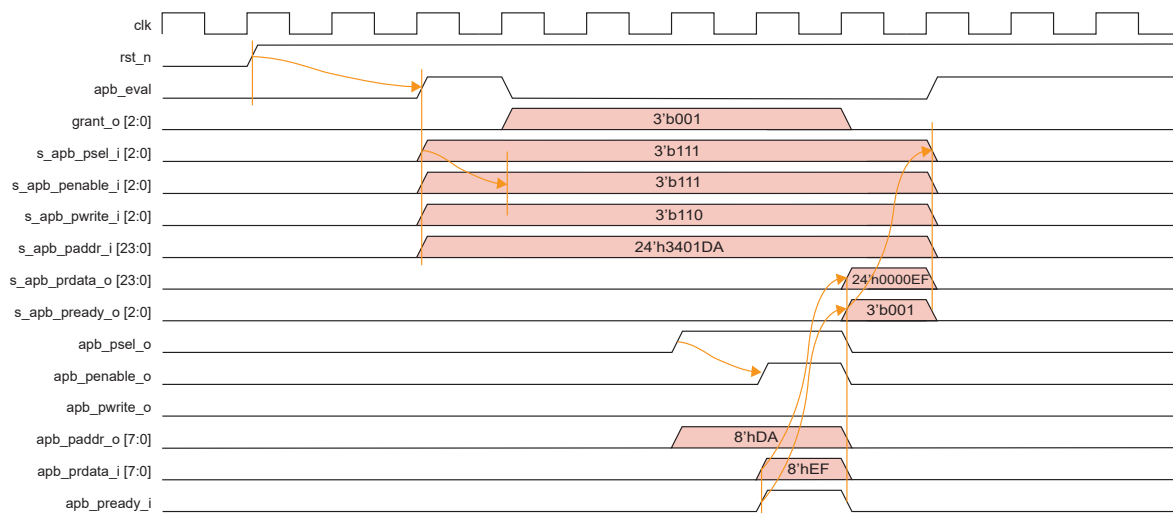 clk
rst_n
apb_eval
grant_o [2:0] 3'b001
s_apb_psel_i [2:0] 3'b111
s_apb_penable_i [2:0] 3'b111
s_apb_pwrite_i [2:0] 3'b110
s_apb_paddr_i [23:0] 24'h3401DA
s_apb_prdata_o [23:0] 24'h0000EF
s_apb_pready_o [2:0] 3'b001
apb_psel_o
apb_penable_o
apb_pwrite_o
apb_paddr_o [7:0] 8'hDA
apb_prdata_i [7:0] 8'hEF
apb_pready_i